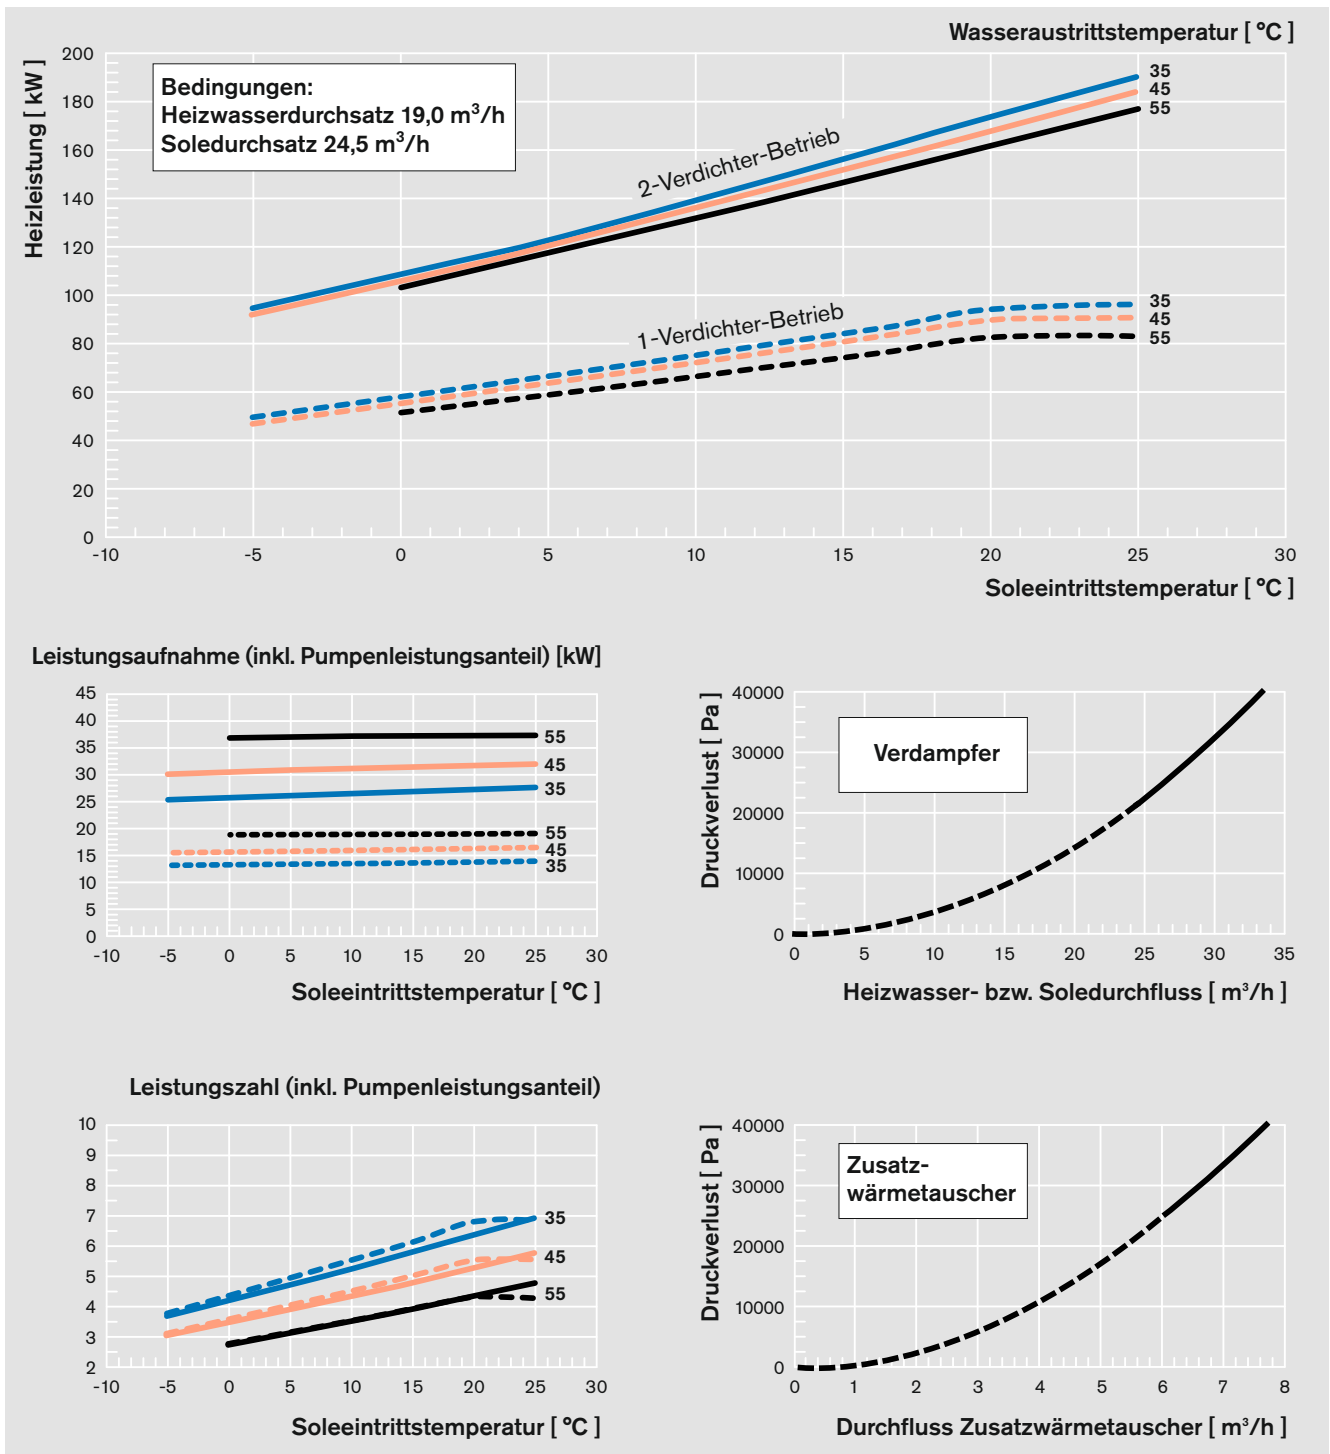 Wasseraustrittstemperatur [ °C ]
Heizleistung [ kW ]
200
180
160
140
120
100
80
60
40
20
0
Bedingungen:
Heizwasserdurchsatz 19,0 m³/h
Soledurchsatz 24,5 m³/h
2-Verdichter-Betrieb
35
45
55
1-Verdichter-Betrieb
35
45
55
-10 -5 0 5 10 15 20 25 30
Soleeintrittstemperatur [ °C ]
Leistungsaufnahme (inkl. Pumpenleistungsanteil) [kW]
45
40
35
30
25
20
15
10
5
0
55
45
35
55
45
35
-10 -5 0 5 10 15 20 25 30
Soleeintrittstemperatur [ °C ]
Druckverlust [ Pa ]
40000
30000
20000
10000
0
Verdampfer
0 5 10 15 20 25 30 35
Heizwasser- bzw. Soledurchfluss [ m³/h ]
Leistungszahl (inkl. Pumpenleistungsanteil)
10
9
8
7
6
5
4
3
2
35
45
55
-10 -5 0 5 10 15 20 25 30
Soleeintrittstemperatur [ °C ]
Druckverlust [ Pa ]
40000
30000
20000
10000
0
Zusatz-
wärmetauscher
0 1 2 3 4 5 6 7 8
Durchfluss Zusatzwärmetauscher [ m³/h ]